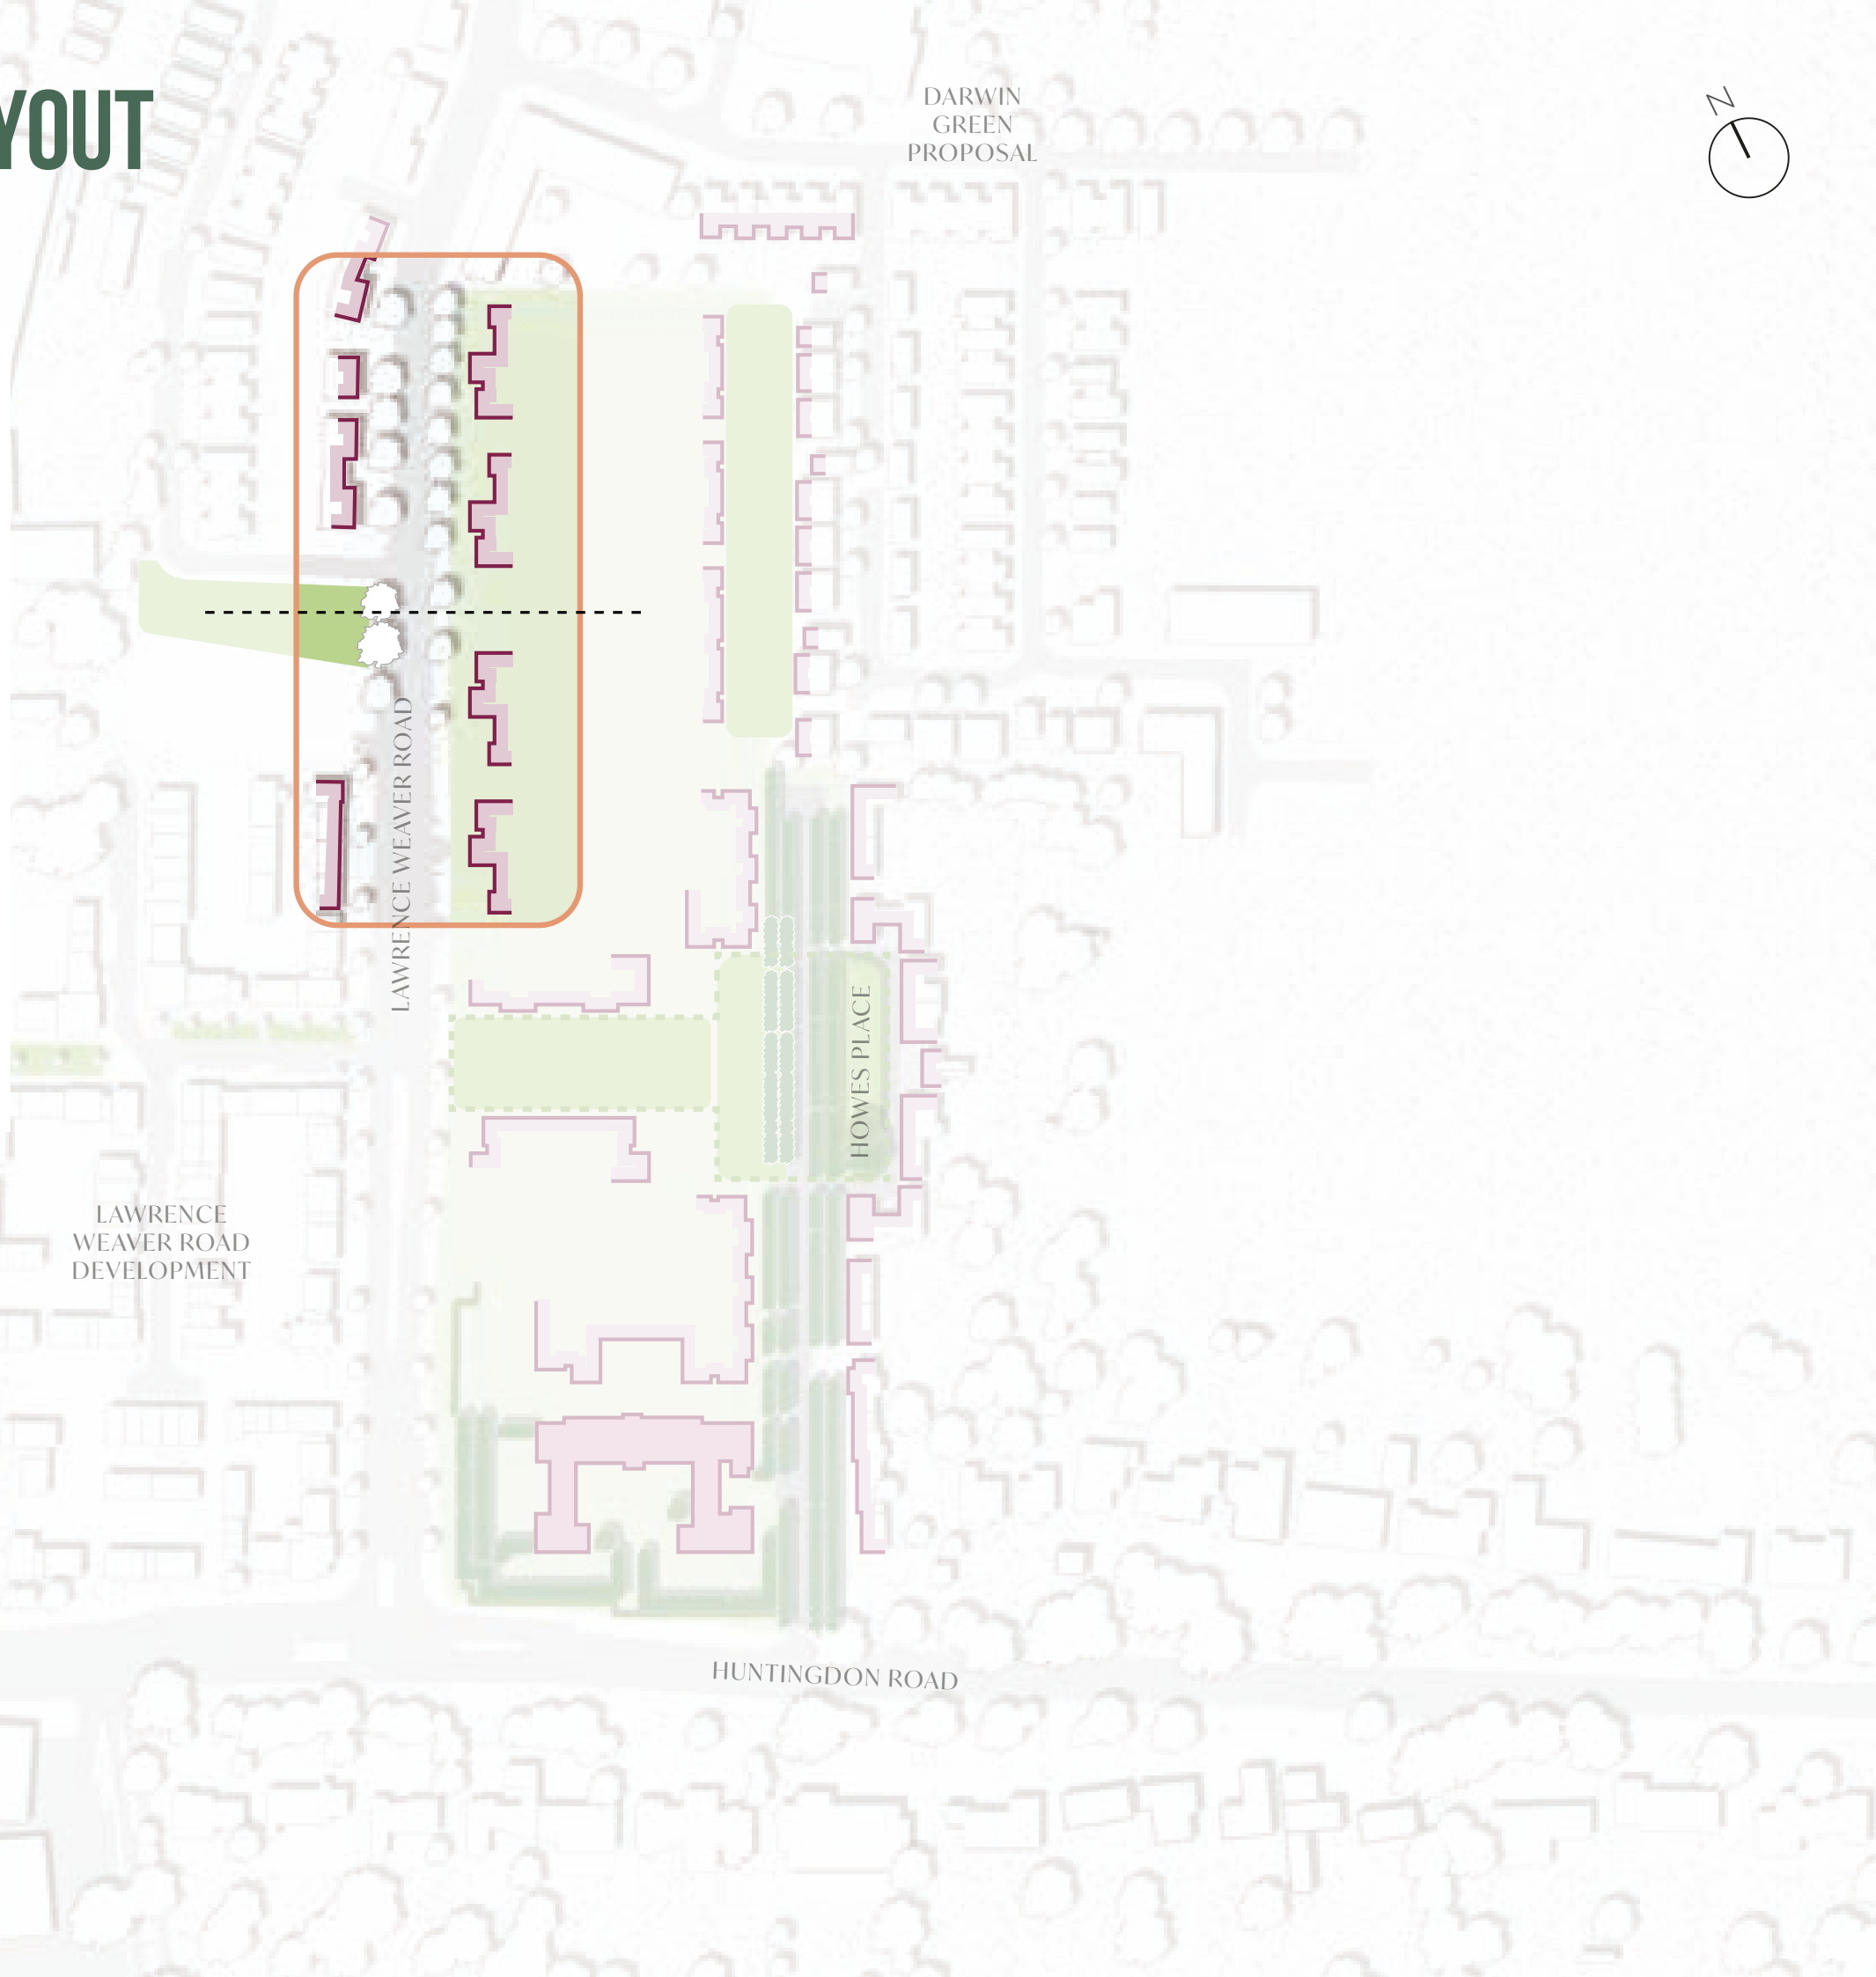 YOUT
DARWIN
GREEN
PROPOSAL
N
LAWRENCE WEAVER ROAD
HOWES PLACE
LAWRENCE
WEAVER ROAD
DEVELOPMENT
HUNTINGDON ROAD